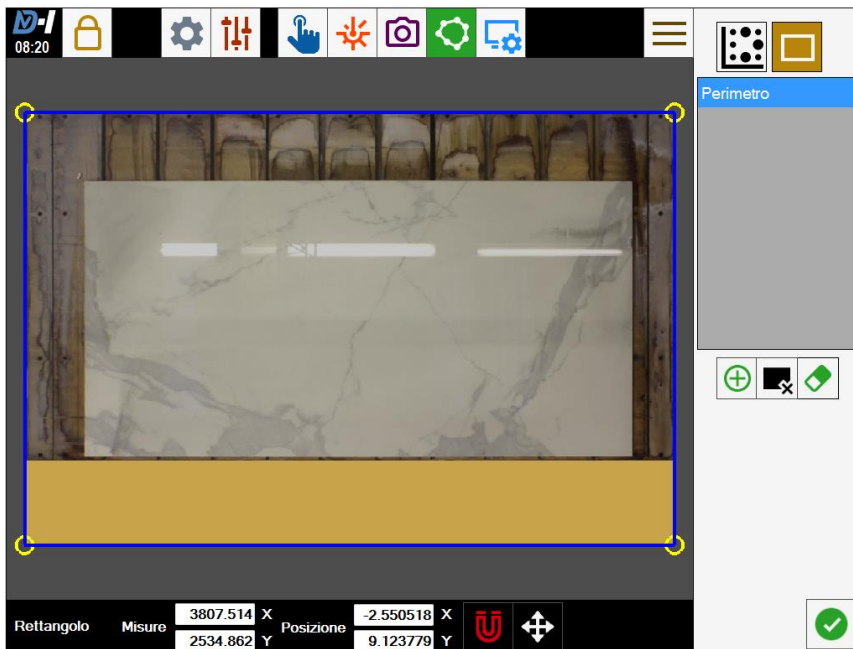 08:20
Perimetro
Rettangolo
Misure
3807.514 X
2534.862 Y
Posizione
-2.550518 X
9.123779 Y